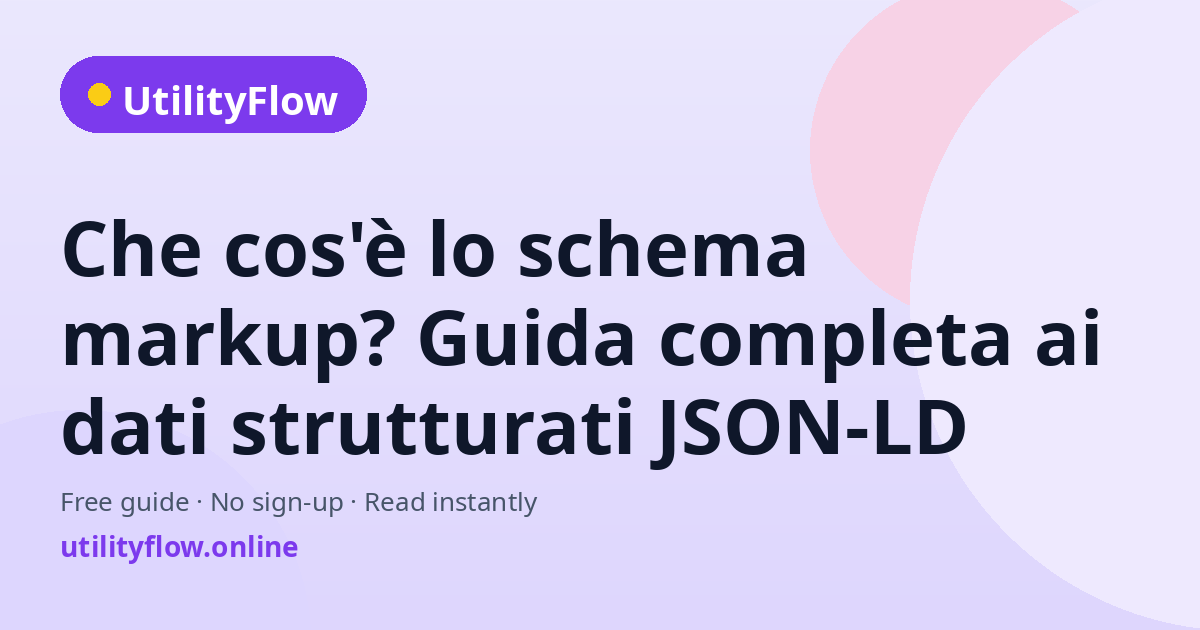 UtilityFlow
Che cos'è lo schema
markup? Guida completa ai
dati strutturati JSON-LD
Free guide · No sign-up · Read instantly
utilityflow.online